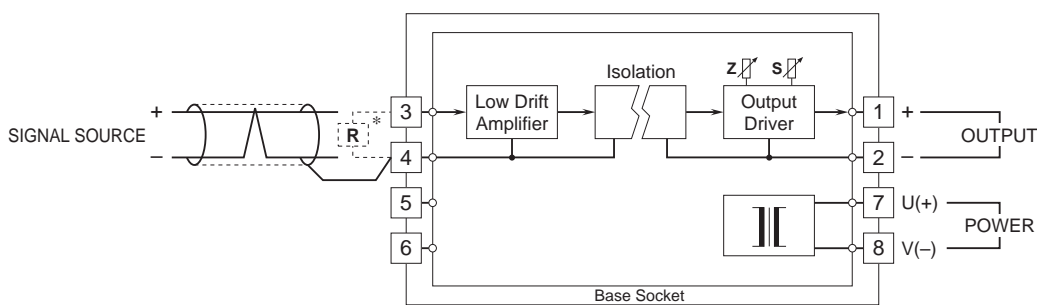 SIGNAL SOURCE
+
–
R
*
3
4
5
6
Low Drift
Amplifier
Isolation
Z
S
Output
Driver
1
+
2
–
OUTPUT
7
U(+)
8
V(–)
POWER
Base Socket